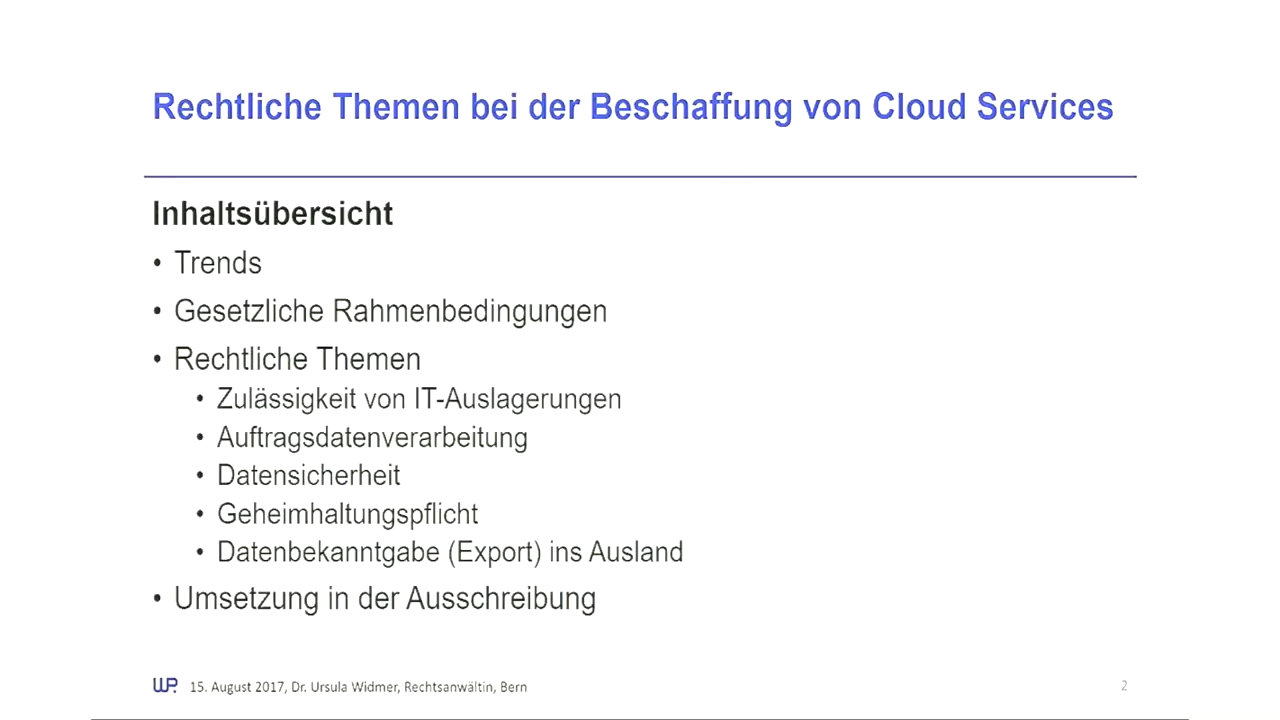 Rechtliche Themen bei der Beschaffung von Cloud Services
Inhaltsübersicht
• Trends
• Gesetzliche Rahmenbedingungen
• Rechtliche Themen
• Zulässigkeit von IT-Auslagerungen
• Auftragsdatenverarbeitung
• Datensicherheit
• Geheimhaltungspflicht
• Datenbekanntgabe (Export) ins Ausland
• Umsetzung in der Ausschreibung
WP. 15. August 2017, Dr. Ursula Widmer, Rechtsanwältin, Bern 2